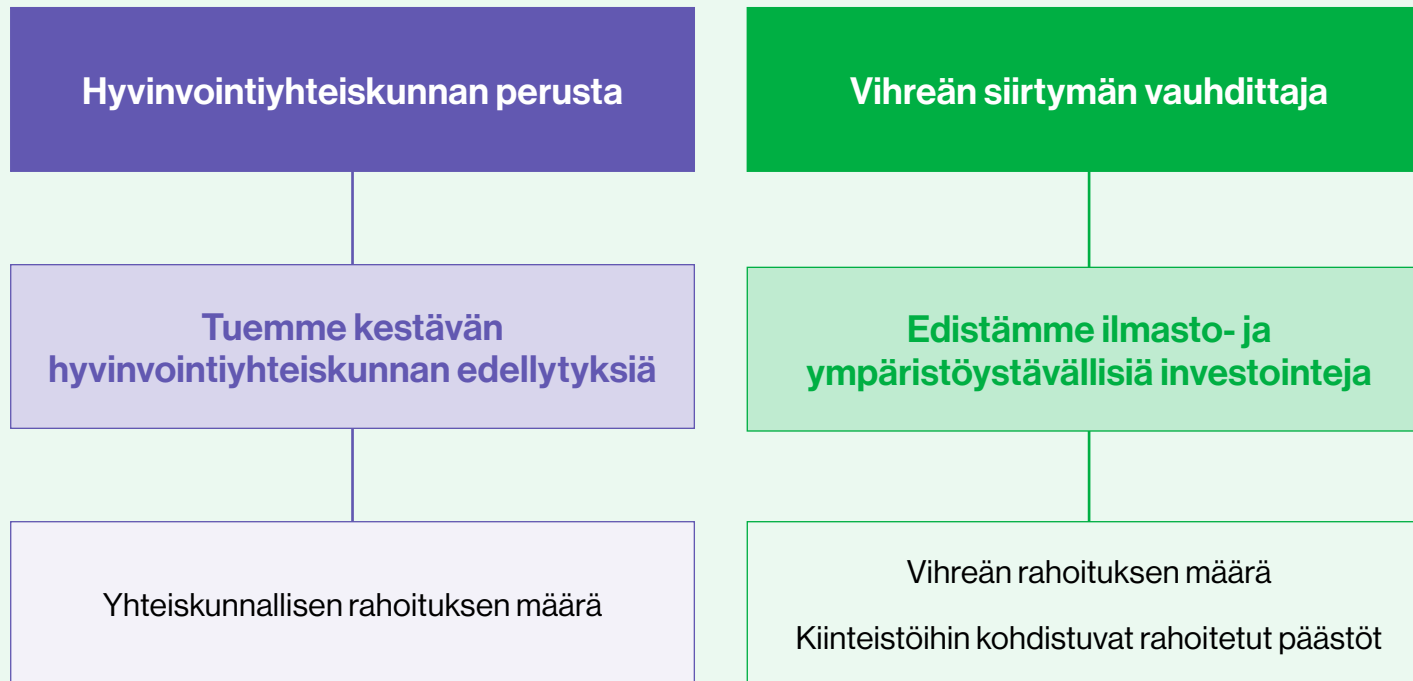 Hyvinvointiyhteiskunnan perusta
Tuemme kestävän
hyvinvointiyhteiskunnan edellytyksiä
Yhteiskunnallisen rahoituksen määrä
Vihreän siirtymän vauhdittaja
Edistämme ilmasto- ja
ympäristöystävällisiä investointeja
Vihreän rahoituksen määrä
Kiinteistöihin kohdistuvat rahoitetut päästöt